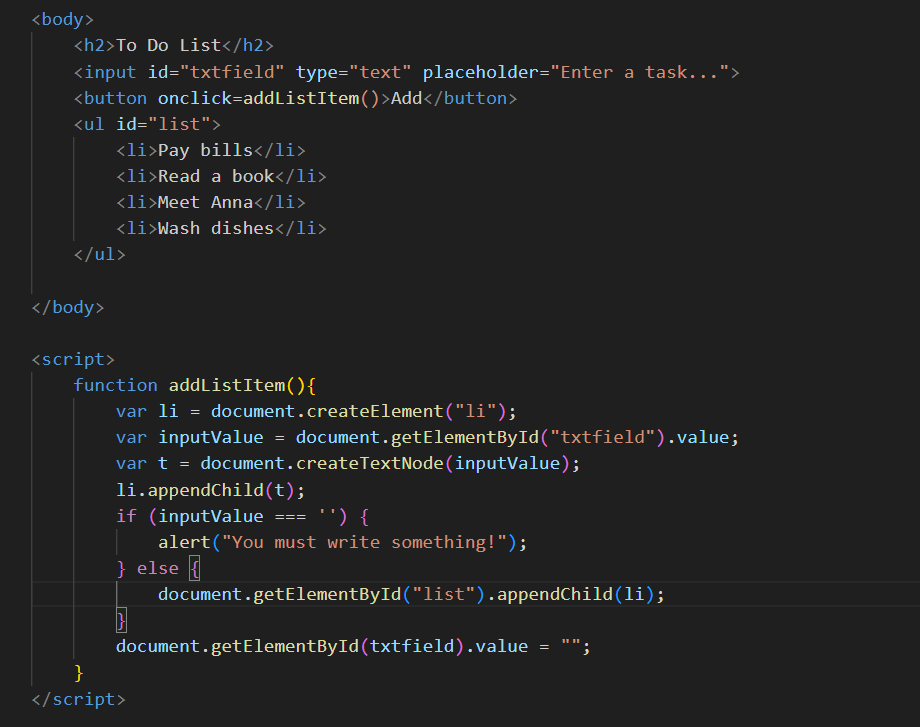 <body>
<h2>To Do List</h2>
<input id="txtfield" type="text" placeholder="Enter a task...">
<button onclick=addListItem()>Add</button>
<ul id="list">
<li>Pay bills</li>
<li>Read a book</li>
<li>Meet Anna</li>
<li>Wash dishes</li>
</ul>
</body>
<script>
function addListItem(){
var li = document.createElement("li");
var inputValue = document.getElementById("txtfield").value;
var t = document.createTextNode(inputValue);
li.appendChild(t);
if (inputValue === '') {
alert("You must write something!");
} else {
document.getElementById("list").appendChild(li);
}
document.getElementById(txtfield).value = "";
}
</script>